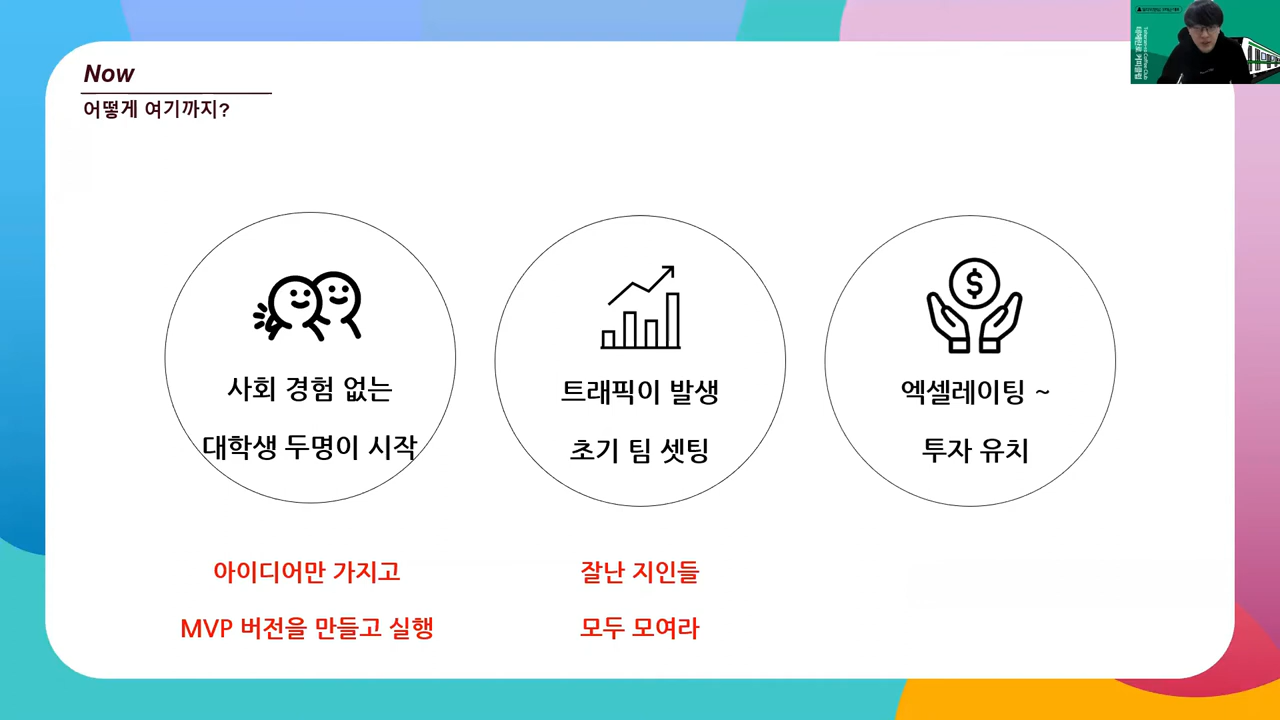 Now
어떻게 여기까지?
사회 경험 없는
대학생 두명이 시작
트래픽이 발생
초기 팀 셋팅
$
엑셀레이팅 ~
투자 유치
아이디어만 가지고
MVP 버전을 만들고 실행
잘난 지인들
모두 모여라